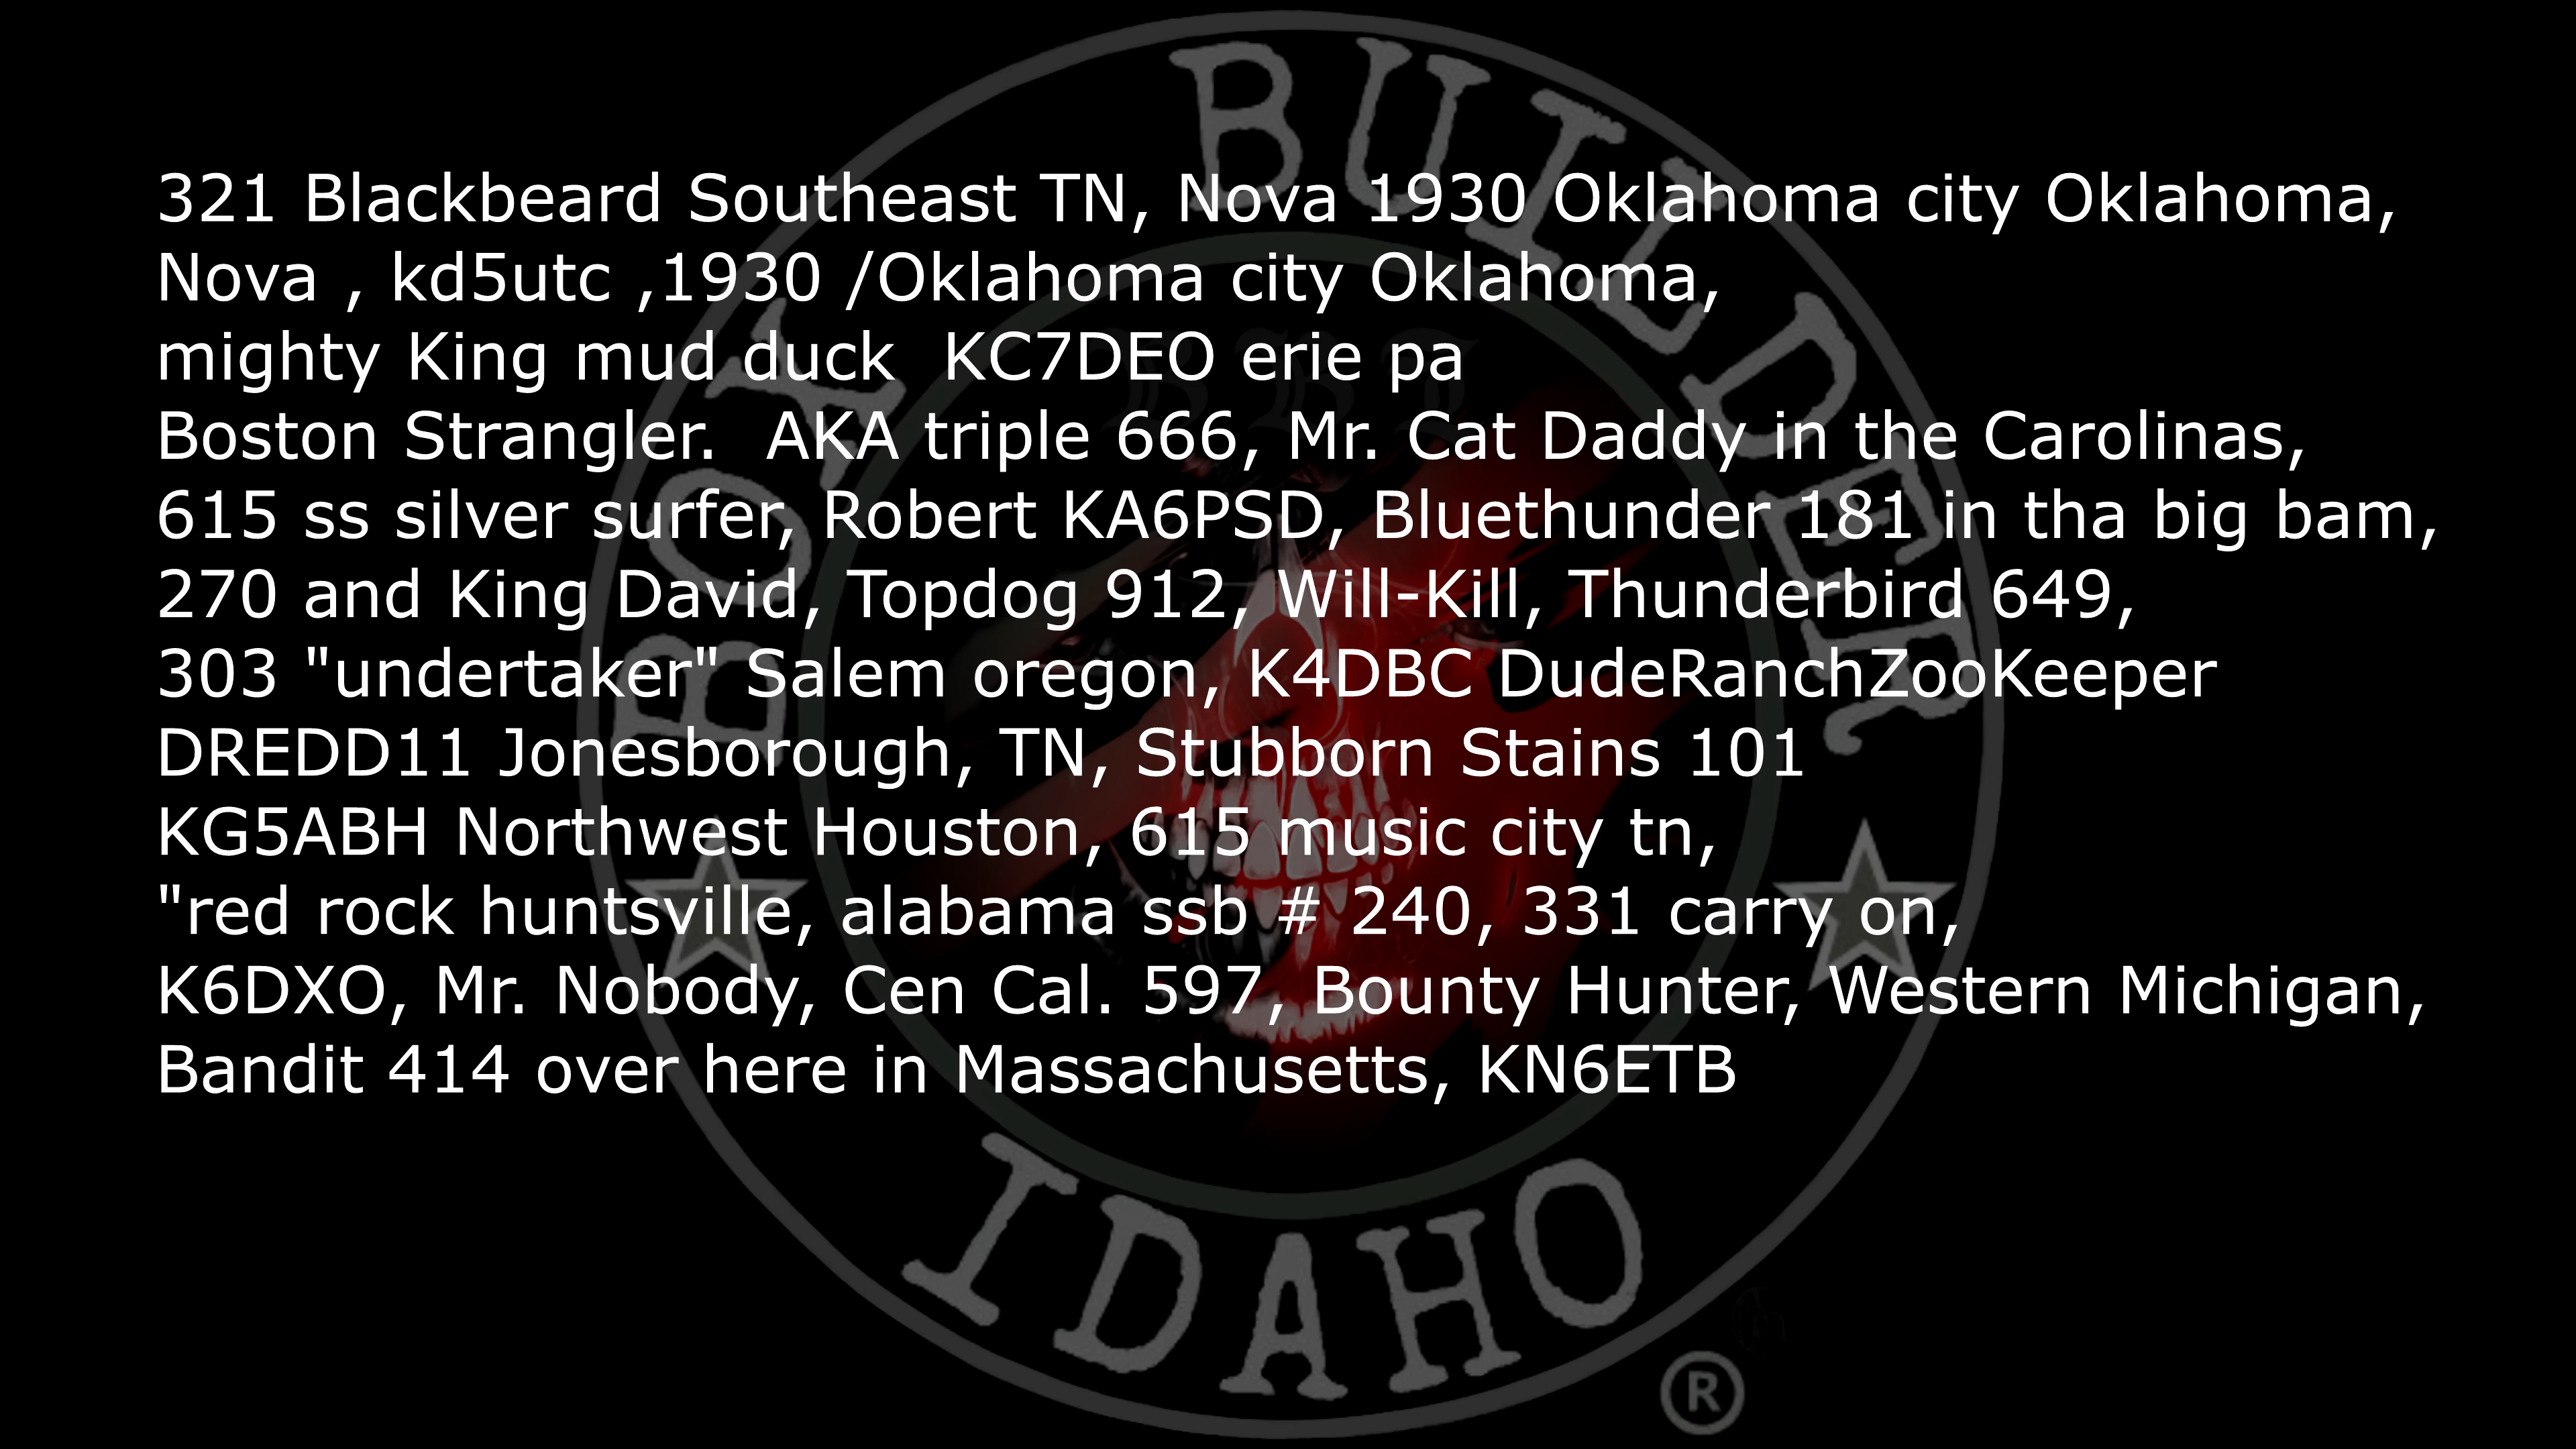 321 Blackbeard Southeast TN, Nova 1930 Oklahoma city Oklahoma,
Nova , kd5utc ,1930 /Oklahoma city Oklahoma,
mighty King mud duck  KC7DEO erie pa
Boston Strangler.  AKA triple 666, Mr. Cat Daddy in the Carolinas,
615 ss silver surfer, Robert KA6PSD, Bluethunder 181 in tha big bam,
270 and King David, Topdog 912, Will-Kill, Thunderbird 649,
303 "undertaker" Salem oregon, K4DBC DudeRanchZooKeeper
DREDD11 Jonesborough, TN, Stubborn Stains 101
KG5ABH Northwest Houston, 615 music city tn,
"red rock huntsville, alabama ssb # 240, 331 carry on,
K6DXO, Mr. Nobody, Cen Cal. 597, Bounty Hunter, Western Michigan,
Bandit 414 over here in Massachusetts, KN6ETB
BOY BUILDER
IDAHO
®